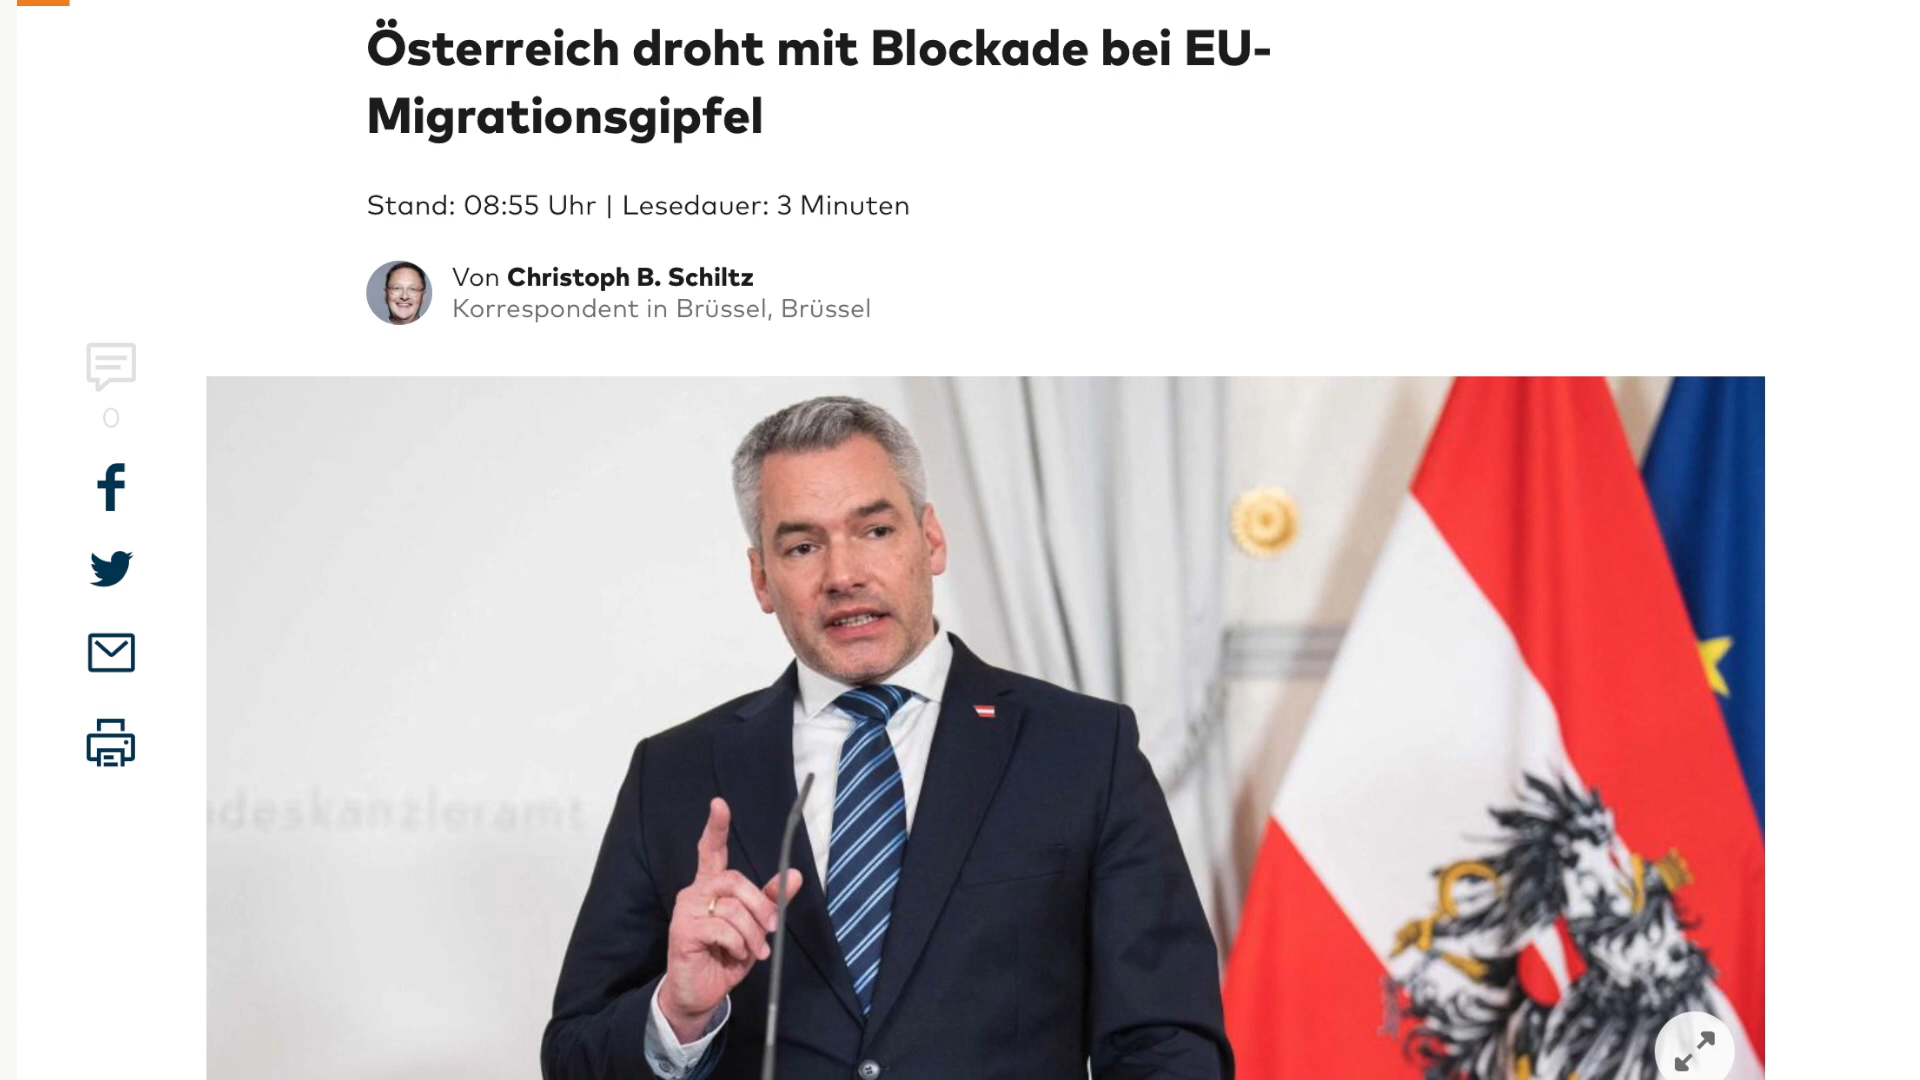 Österreich droht mit Blockade bei EU-
Migrationsgipfel
Stand: 08:55 Uhr | Lesedauer: 3 Minuten
Von Christoph B. Schiltz
Korrespondent in Brüssel, Brüssel
0
deskanzleramt